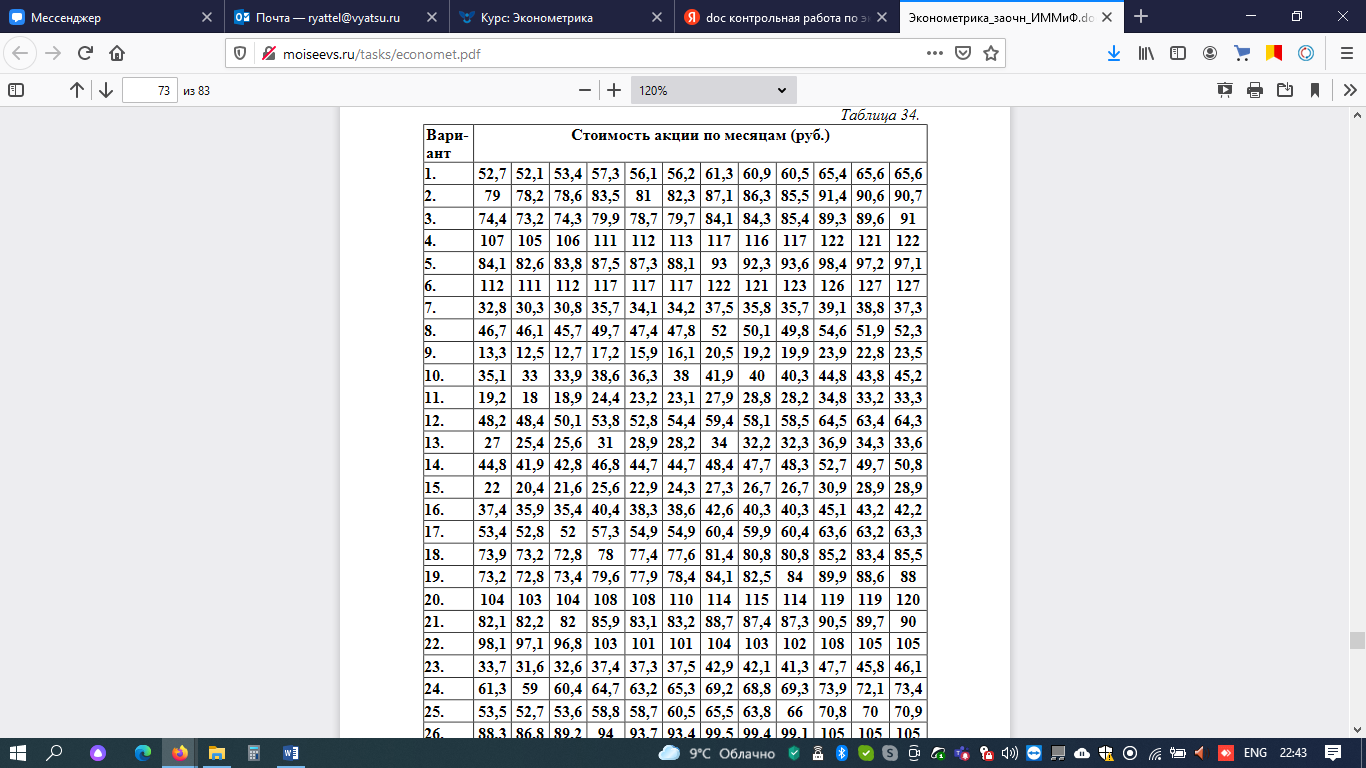 Мессенджер
Почта — ryattel@vyatsu.ru
Курс: Эконометрика
doc контрольная работа по эк
Эконометрика_заочн_ИММиФ.do
moiseevs.ru/tasks/economet.pdf
73 из 83
120%
Таблица 34.
Вари-
ант
Стоимость акции по месяцам (руб.)
1. 52,7 52,1 53,4 57,3 56,1 56,2 61,3 60,9 60,5 65,4 65,6 65,6
2. 79 78,2 78,6 83,5 81 82,3 87,1 86,3 85,5 91,4 90,6 90,7
3. 74,4 73,2 74,3 79,9 78,7 79,7 84,1 84,3 85,4 89,3 89,6 91
4. 107 105 106 111 112 113 117 116 117 122 121 122
5. 84,1 82,6 83,8 87,5 87,3 88,1 93 92,3 93,6 98,4 97,2 97,1
6. 112 111 112 117 117 117 122 121 123 126 127 127
7. 32,8 30,3 30,8 35,7 34,1 34,2 37,5 35,8 35,7 39,1 38,8 37,3
8. 46,7 46,1 45,7 49,7 47,4 47,8 52 50,1 49,8 54,6 51,9 52,3
9. 13,3 12,5 12,7 17,2 15,9 16,1 20,5 19,2 19,9 23,9 22,8 23,5
10. 35,1 33 33,9 38,6 36,3 38 41,9 40 40,3 44,8 43,8 45,2
11. 19,2 18 18,9 24,4 23,2 23,1 27,9 28,8 28,2 34,8 33,2 33,3
12. 48,2 48,4 50,1 53,8 52,8 54,4 59,4 58,1 58,5 64,5 63,4 64,3
13. 27 25,4 25,6 31 28,9 28,2 34 32,2 32,3 36,9 34,3 33,6
14. 44,8 41,9 42,8 46,8 44,7 44,7 48,4 47,7 48,3 52,7 49,7 50,8
15. 22 20,4 21,6 25,6 22,9 24,3 27,3 26,7 26,7 30,9 28,9 28,9
16. 37,4 35,9 35,4 40,4 38,3 38,6 42,6 40,3 40,3 45,1 43,2 42,2
17. 53,4 52,8 52 57,3 54,9 54,9 60,4 59,9 60,4 63,6 63,2 63,3
18. 73,9 73,2 72,8 78 77,4 77,6 81,4 80,8 80,8 85,2 83,4 85,5
19. 73,2 72,8 73,4 79,6 77,9 78,4 84,1 82,5 84 89,9 88,6 88
20. 104 103 104 108 108 110 114 115 114 119 119 120
21. 82,1 82,2 82 85,9 83,1 83,2 88,7 87,4 87,3 90,5 89,7 90
22. 98,1 97,1 96,8 103 101 101 104 103 102 108 105 105
23. 33,7 31,6 32,6 37,4 37,3 37,5 42,9 42,1 41,3 47,7 45,8 46,1
24. 61,3 59 60,4 64,7 63,2 65,3 69,2 68,8 69,3 73,9 72,1 73,4
25. 53,5 52,7 53,6 58,8 58,7 60,5 65,5 63,8 66 70,8 70 70,9
26. 88,3 86,8 89,2 94 93,7 93,4 99,5 99,4 99,1 105 105 105
9°C Облачно
ENG 22:43